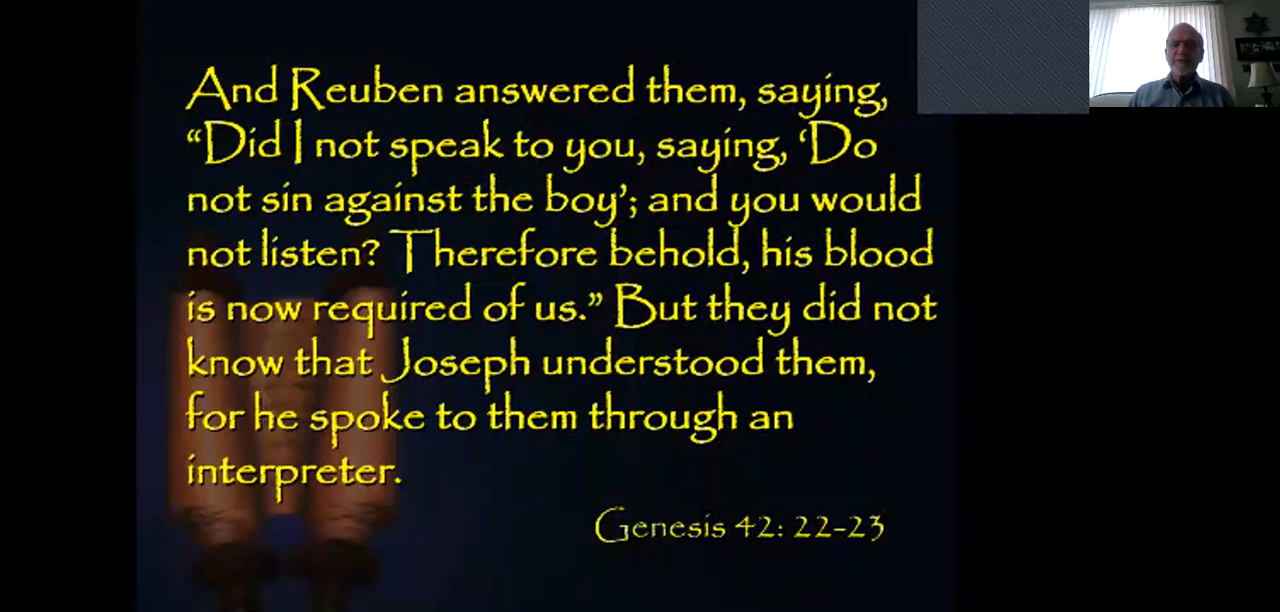 And Reuben answered them, saying,
“Did I not speak to you, saying, ‘Do
not sin against the boy’; and you would
not listen? Therefore behold, his blood
is now required of us.” But they did not
know that Joseph understood them,
for he spoke to them through an
interpreter.
Genesis 42: 22-23